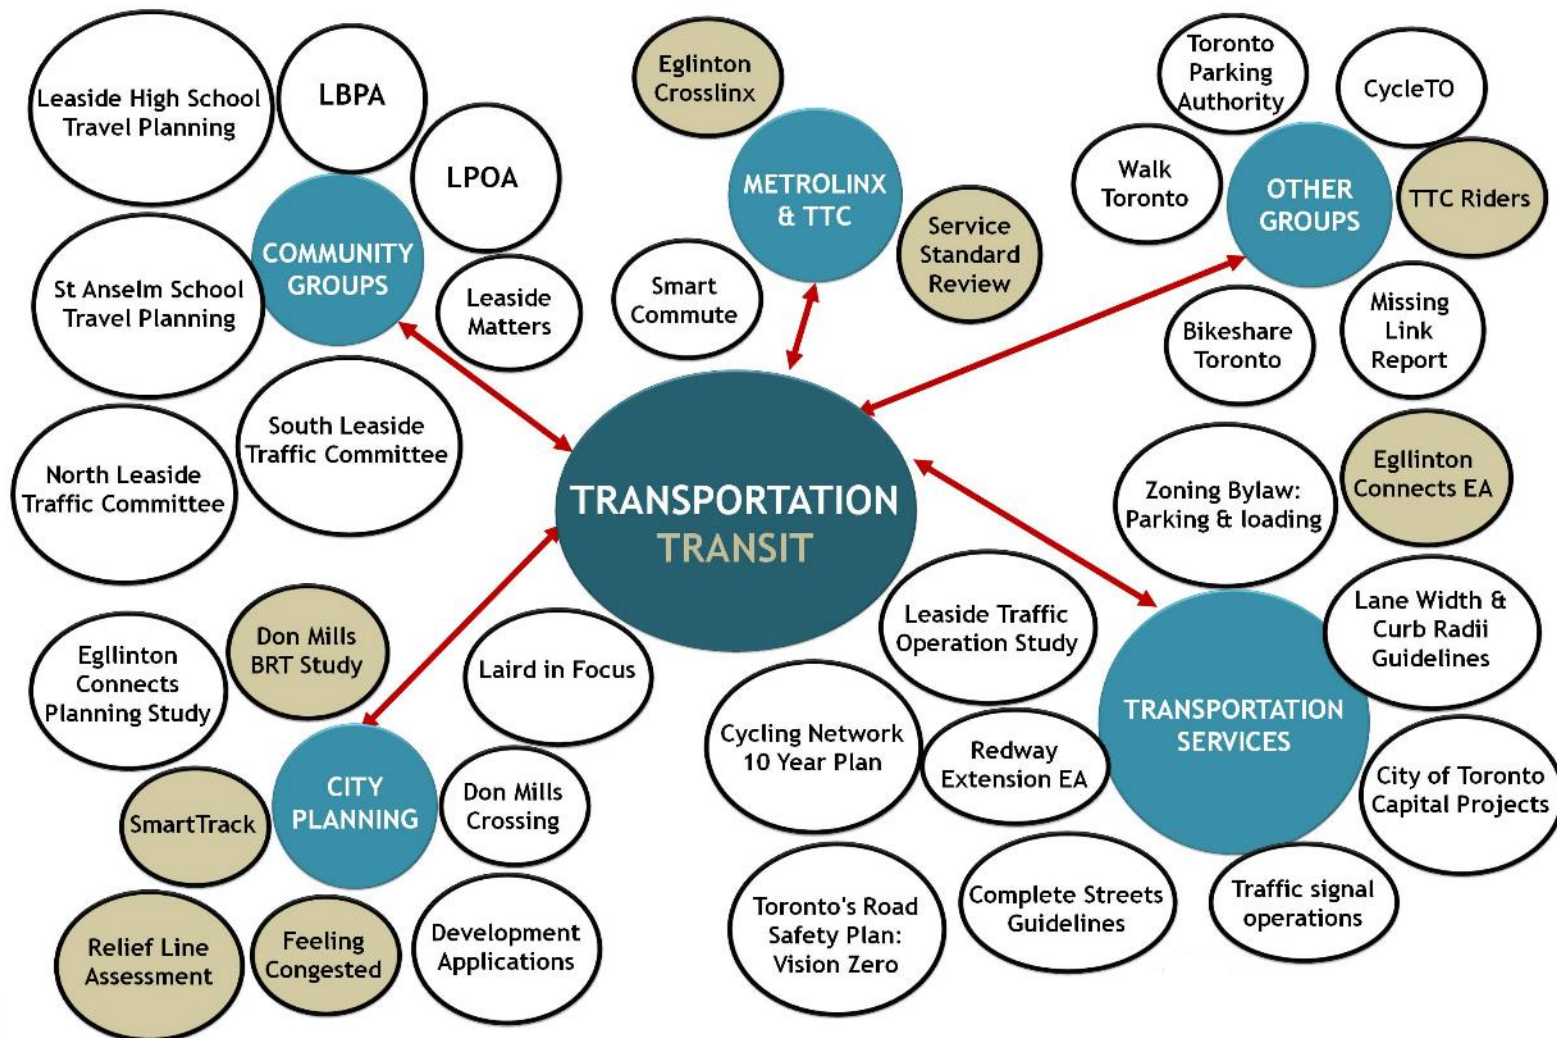 Leaside High School
Travel Planning
LBPA
LPOA
COMMUNITY
GROUPS
St Anselm School
Travel Planning
Leaside
Matters
South Leaside
Traffic Committee
North Leaside
Traffic Committee
Eglinton
Crosslinx
METROLINX
& TTC
Service
Standard
Review
Smart
Commute
Toronto
Parking
Authority
CycleTO
Walk
Toronto
OTHER
GROUPS
TTC Riders
Bikeshare
Toronto
Missing
Link
Report
TRANSPORTATION
TRANSIT
Zoning Bylaw:
Parking & loading
Egllinton
Connects EA
Leaside Traffic
Operation Study
Lane Width &
Curb Radii
Guidelines
TRANSPORTATION
SERVICES
Cycling Network
10 Year Plan
Redway
Extension EA
City of Toronto
Capital Projects
Toronto's Road
Safety Plan:
Vision Zero
Complete Streets
Guidelines
Traffic signal
operations
Egllinton
Connects
Planning Study
Don Mills
BRT Study
Laird in Focus
CITY
PLANNING
Don Mills
Crossing
SmartTrack
Relief Line
Assessment
Feeling
Congested
Development
Applications